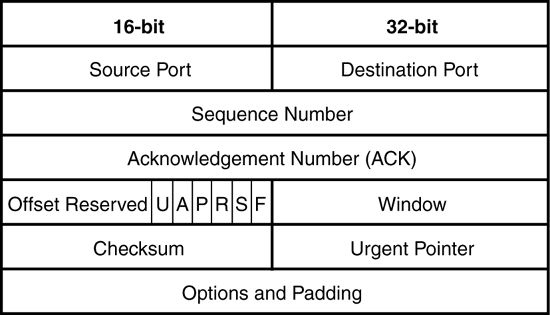 16-bit 32-bit
Source Port Destination Port
Sequence Number
Acknowledgement Number (ACK)
Offset Reserved U A P R S F Window
Checksum Urgent Pointer
Options and Padding